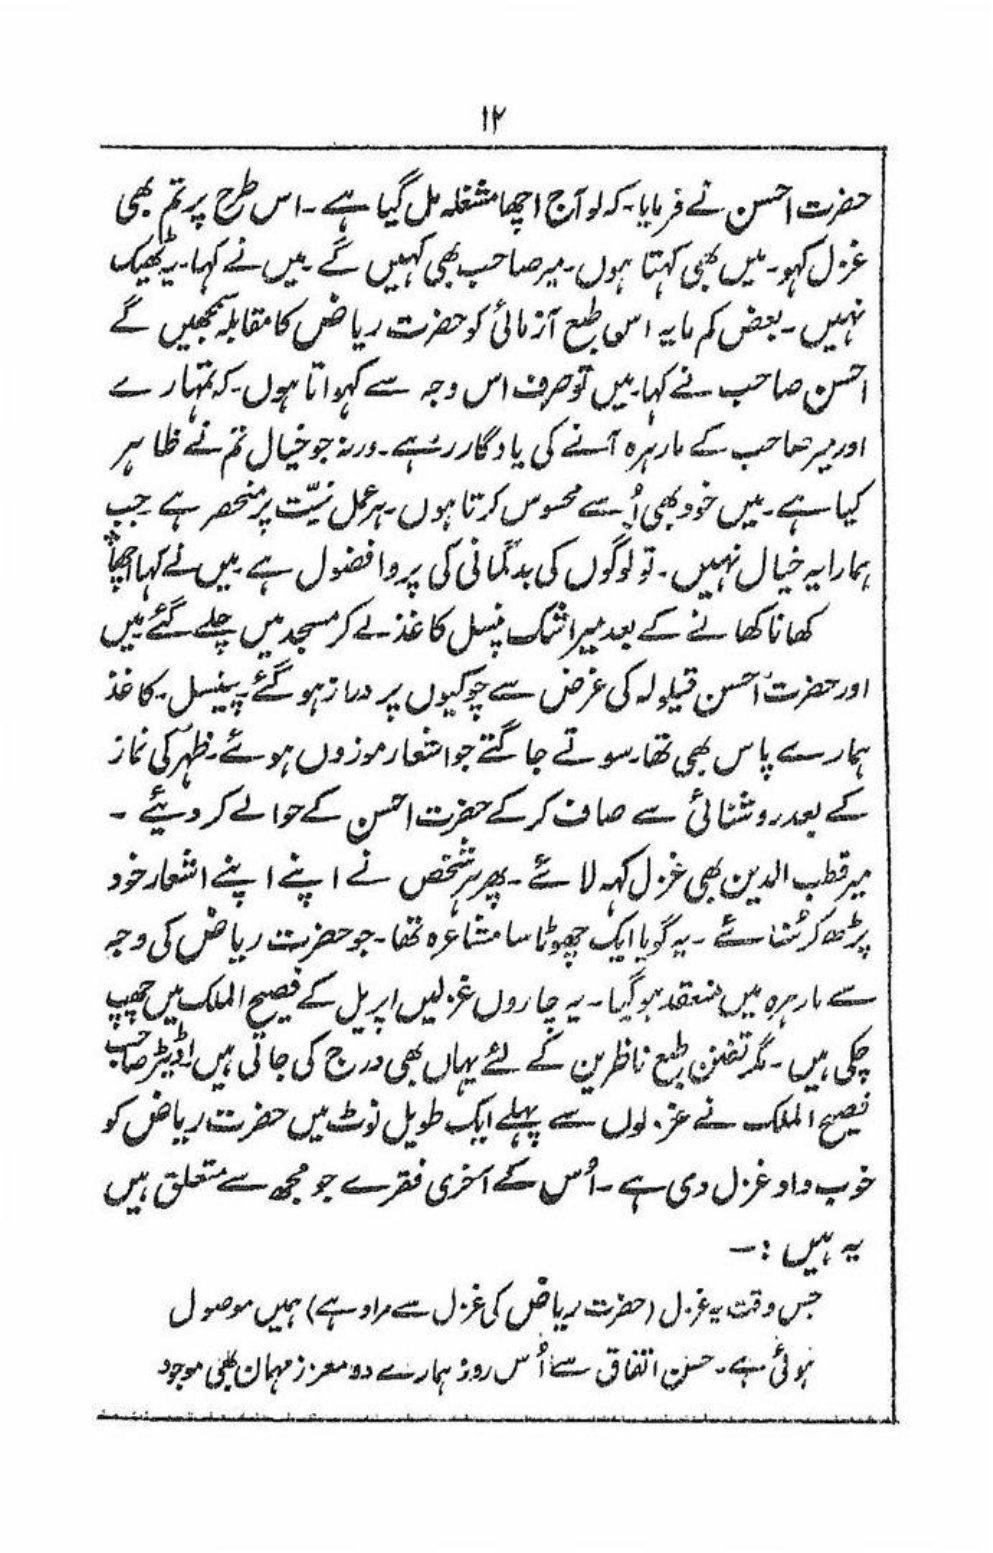 ۱۲
حضرت احسن نے فرمایا۔ کہ لو آج اچھا مشغلہ مل گیا ہے۔ اس طرح پر تم بھی
غزل کہو۔ میں بھی کہتا ہوں۔ میر صاحب بھی کہیں گے۔ میں نے کہا۔ یہ ٹھیک
نہیں۔ بعض کم مایہ اس طبع آزمائی کو حضرت ریاض کا مقابلہ سمجھیں گے
احسن صاحب نے کہا۔ میں تو صرف اس وجہ سے کہواتا ہوں۔ کہ تمہارے
اور میر صاحب کے مارہرہ آنے کی یادگار رہے۔ ورنہ جو خیال تم نے ظاہر
کیا ہے۔ میں خود بھی اُسے محسوس کرتا ہوں۔ ہر عمل نیّت پر منحصر ہے۔ جب
ہمارا یہ خیال نہیں۔ تو لوگوں کی بدگمانی کی پروا فضول ہے۔ میں نے کہا اچھا
کھانا کھانے کے بعد میر اشک پنسل کاغذ لے کر مسجد میں چلے گئے میں
اور حضرت احسن قیلولہ کی غرض سے چوکیوں پر دراز ہو گئے۔ پینسل۔ کاغذ
ہمارے پاس بھی تھا۔ سوتے جاگتے جو اشعار موزوں ہوئے۔ ظہر کی نماز
کے بعد روشنائی سے صاف کر کے حضرت احسن کے حوالے کر دیئے ۔
میر قطب الدین بھی غزل کہہ لائے ۔ پھر ہر شخص نے اپنے اپنے اشعار خود
پڑھ کر سُنائے ۔ یہ گویا ایک چھوٹا سا مشاعرہ تھا۔ جو حضرت ریاض کی وجہ
سے مارہرہ میں منعقد ہو گیا۔ یہ چاروں غزلیں اپریل کے فصیح الملک میں چھپ
چکی ہیں۔ مگر تفنن طبع ناظرین کے لئے یہاں بھی درج کی جاتی ہیں۔ اڈیٹر صاحب
فصیح الملک نے غزلوں سے پہلے ایک طویل نوٹ میں حضرت ریاض کو
خوب داد غزل دی ہے۔ اُس کے آخری فقرے جو مجھ سے متعلق ہیں
یہ ہیں :۔
جس وقت یہ غزل (حضرت ریاض کی غزل سے مراد ہے) ہمیں موصول
ہوئی ہے۔ حسن اتفاق سے اُس روز ہمارے دو معزز مہمان بھی موجود